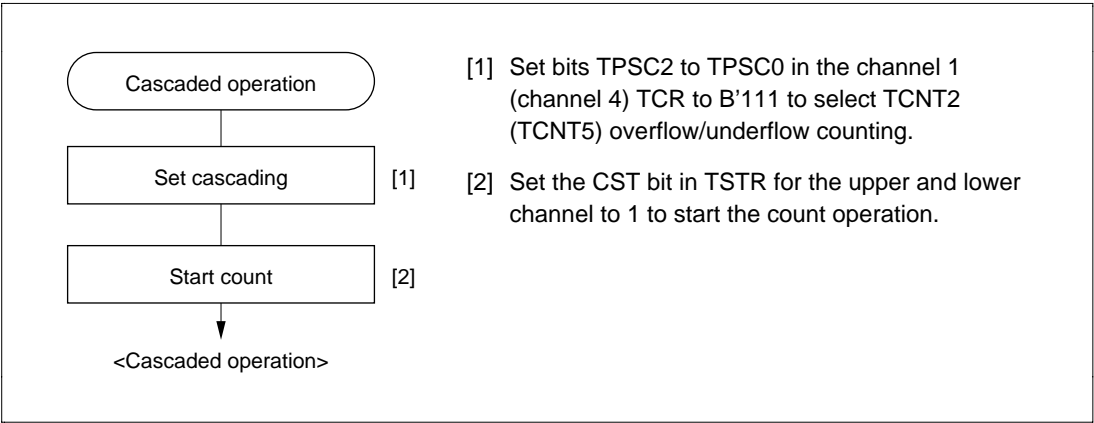 Cascaded operation
Set cascading
[1]
Start count
[2]
<Cascaded operation>
[1] Set bits TPSC2 to TPSC0 in the channel 1
(channel 4) TCR to B'111 to select TCNT2
(TCNT5) overflow/underflow counting.
[2] Set the CST bit in TSTR for the upper and lower
channel to 1 to start the count operation.